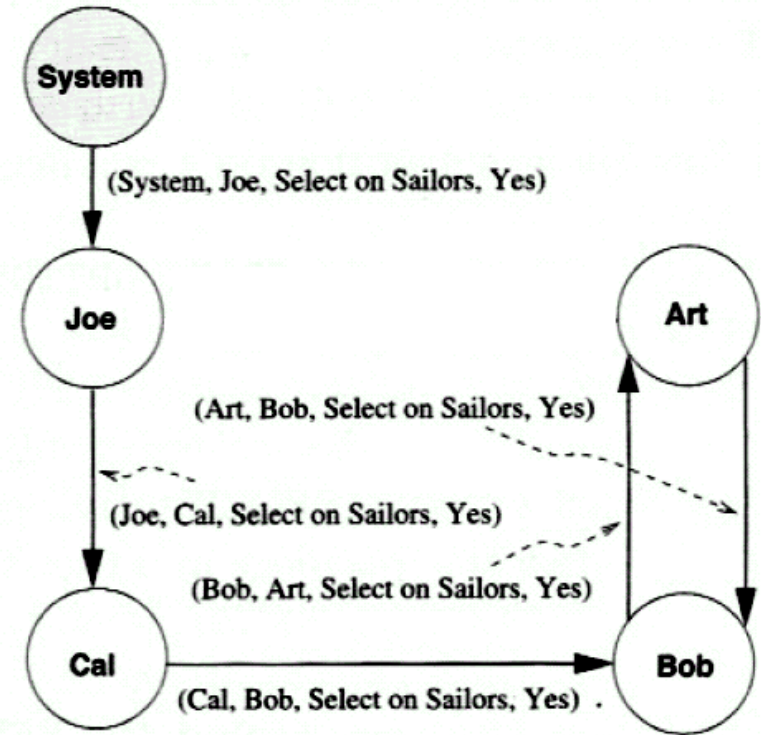 System
(System, Joe, Select on Sailors, Yes)
Joe
Art
(Art, Bob, Select on Sailors, Yes)
(Joe, Cal, Select on Sailors, Yes)
(Bob, Art, Select on Sailors, Yes)
Cal
Bob
(Cal, Bob, Select on Sailors, Yes) .